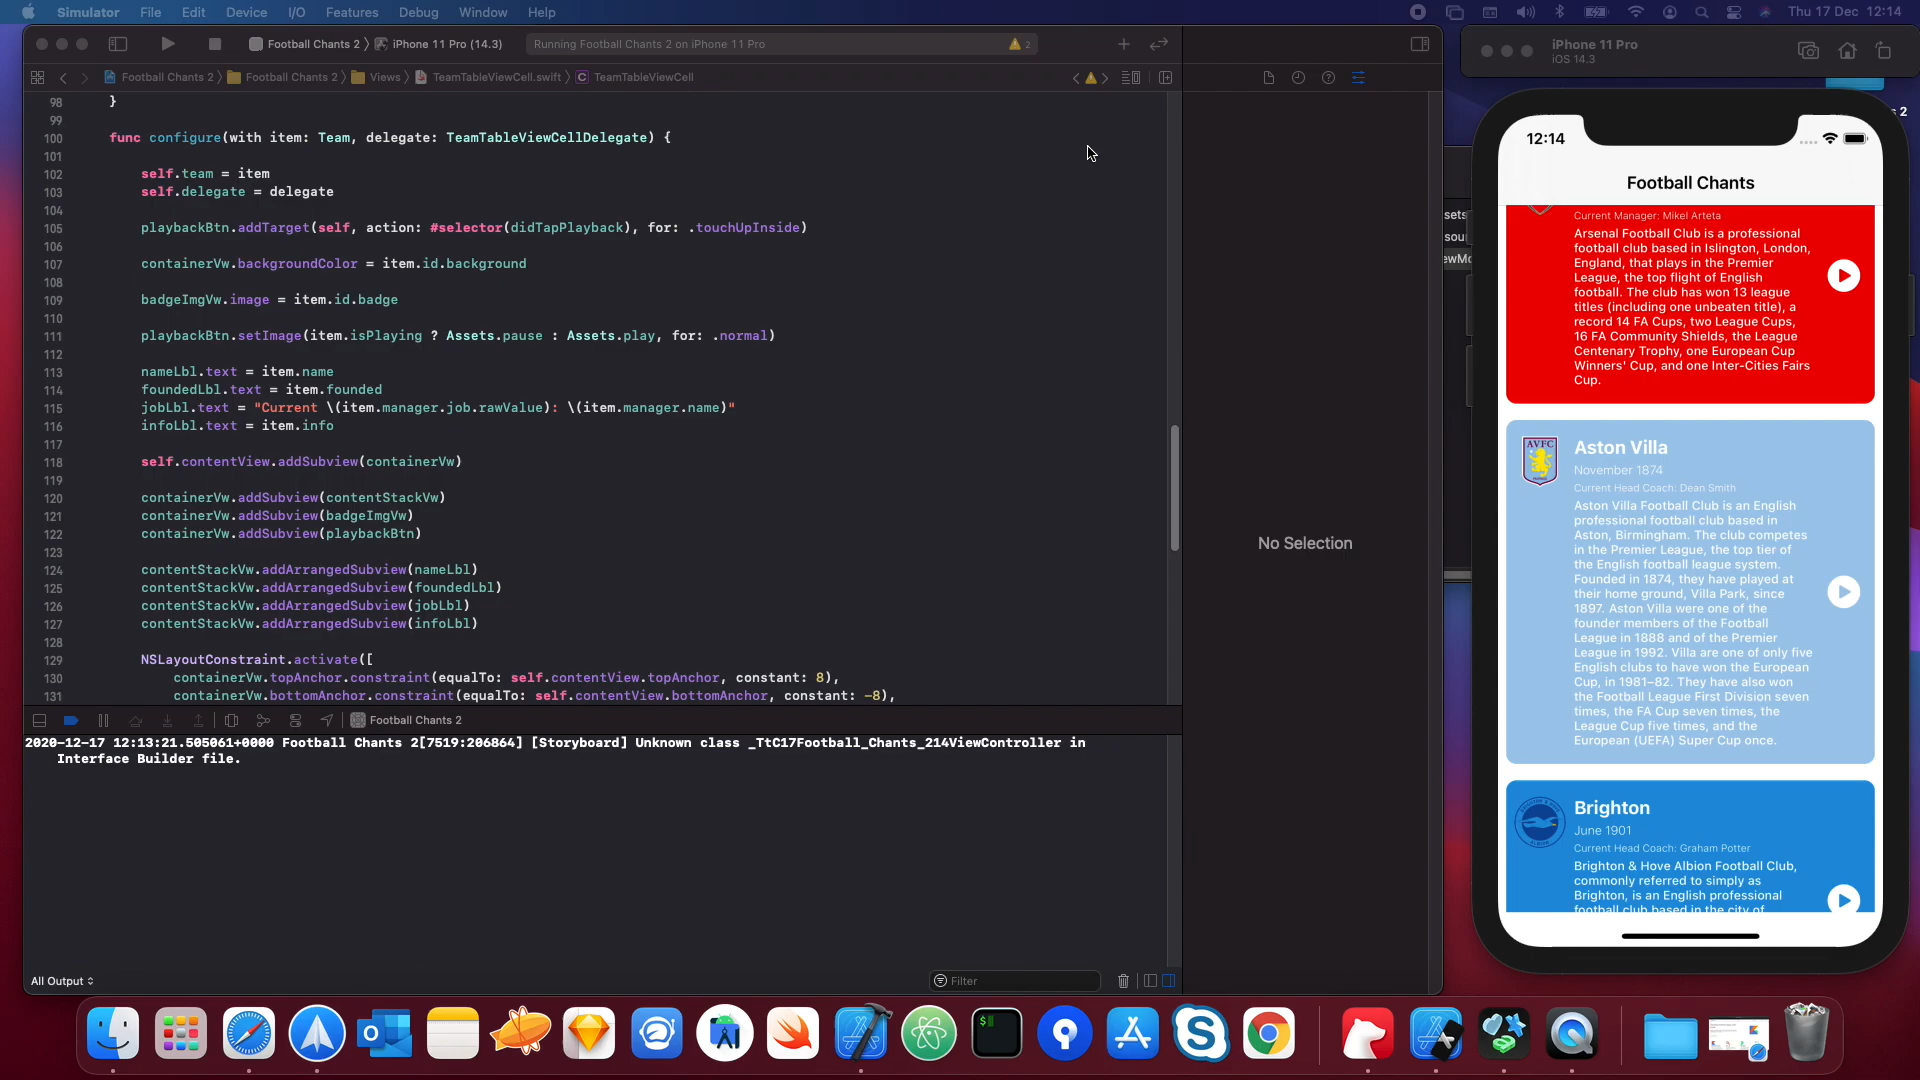 Simulator File Edit Device I/O Features Debug Window Help
Thu 17 Dec 12:14
Football Chants 2 iPhone 11 Pro (14.3)
Running Football Chants 2 on iPhone 11 Pro
2
Football Chants 2 Football Chants 2 Views TeamTableViewCell.swift TeamTableViewCell
98 }
99
100 func configure(with item: Team, delegate: TeamTableViewCellDelegate) {
101
102 self.team = item
103 self.delegate = delegate
104
105 playbackBtn.addTarget(self, action: #selector(didTapPlayback), for: .touchUpInside)
106
107 containerVw.backgroundColor = item.id.background
108
109 badgeImgVw.image = item.id.badge
110
111 playbackBtn.setImage(item.isPlaying ? Assets.pause : Assets.play, for: .normal)
112
113 nameLbl.text = item.name
114 foundedLbl.text = item.founded
115 jobLbl.text = "Current \(item.manager.job.rawValue): \(item.manager.name)"
116 infoLbl.text = item.info
117
118 self.contentView.addSubview(containerVw)
119
120 containerVw.addSubview(contentStackVw)
121 containerVw.addSubview(badgeImgVw)
122 containerVw.addSubview(playbackBtn)
123
124 contentStackVw.addArrangedSubview(nameLbl)
125 contentStackVw.addArrangedSubview(foundedLbl)
126 contentStackVw.addArrangedSubview(jobLbl)
127 contentStackVw.addArrangedSubview(infoLbl)
128
129 NSLayoutConstraint.activate([
130 containerVw.topAnchor.constraint(equalTo: self.contentView.topAnchor, constant: 8),
131 containerVw.bottomAnchor.constraint(equalTo: self.contentView.bottomAnchor, constant: -8),
Football Chants 2
2020-12-17 12:13:21.505061+0000 Football Chants 2[7519:206864] [Storyboard] Unknown class _TtC17Football_Chants_214ViewController in
Interface Builder file.
All Output
Filter
No Selection
iPhone 11 Pro
iOS 14.3
2
sets
sour
ewMo
12:14
Football Chants
Current Manager: Mikel Arteta
Arsenal Football Club is a professional
football club based in Islington, London,
England, that plays in the Premier
League, the top flight of English
football. The club has won 13 league
titles (including one unbeaten title), a
record 14 FA Cups, two League Cups,
16 FA Community Shields, the League
Centenary Trophy, one European Cup
Winners' Cup, and one Inter-Cities Fairs
Cup.
AVFC
Aston Villa
November 1874
Current Head Coach: Dean Smith
Aston Villa Football Club is an English
professional football club based in
Aston, Birmingham. The club competes
in the Premier League, the top tier of
the English football league system.
Founded in 1874, they have played at
their home ground, Villa Park, since
1897. Aston Villa were one of the
founder members of the Football
League in 1888 and of the Premier
League in 1992. Villa are one of only five
English clubs to have won the European
Cup, in 1981–82. They have also won
the Football League First Division seven
times, the FA Cup seven times, the
League Cup five times, and the
European (UEFA) Super Cup once.
Brighton
June 1901
Current Head Coach: Graham Potter
Brighton & Hove Albion Football Club,
commonly referred to simply as
Brighton, is an English professional
football club based in the city of